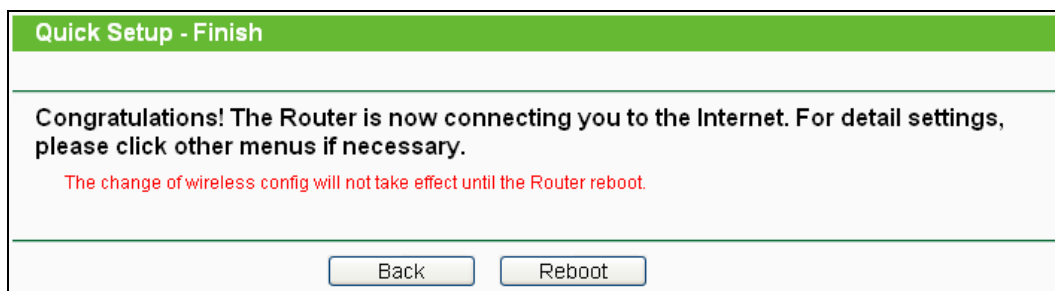 Quick Setup - Finish
Congratulations! The Router is now connecting you to the Internet. For detail settings,
please click other menus if necessary.
The change of wireless config will not take effect until the Router reboot.
Back Reboot